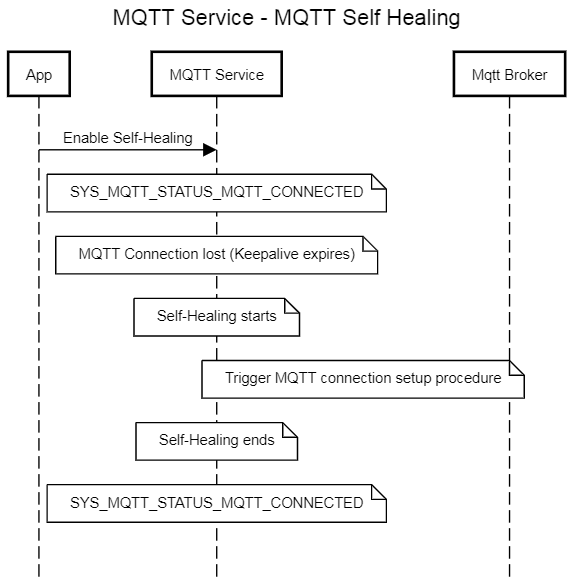 MQTT Service - MQTT Self Healing
App
MQTT Service
Mqtt Broker
Enable Self-Healing
SYS_MQTT_STATUS_MQTT_CONNECTED
MQTT Connection lost (Keepalive expires)
Self-Healing starts
Trigger MQTT connection setup procedure
Self-Healing ends
SYS_MQTT_STATUS_MQTT_CONNECTED